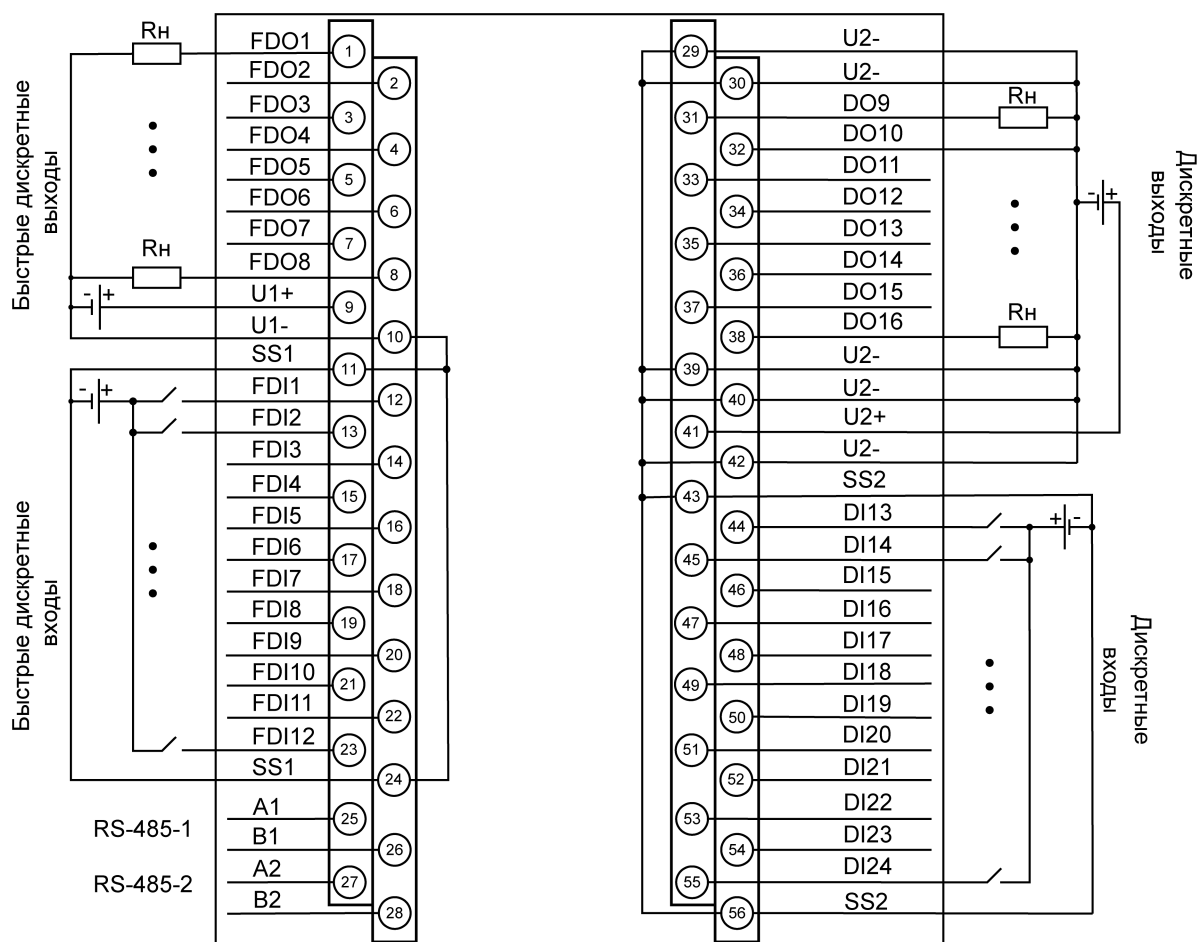 Rн
FDO1
1
FDO2
2
FDO3
3
FDO4
4
FDO5
5
FDO6
6
FDO7
7
Rн
FDO8
8
- + U1+
9
U1-
10
Быстрые дискретные
выходы
SS1
11
- + FDI1
12
FDI2
13
FDI3
14
FDI4
15
FDI5
16
FDI6
17
FDI7
18
FDI8
19
FDI9
20
FDI10
21
FDI11
22
FDI12
23
SS1
24
Быстрые дискретные
входы
RS-485-1
A1
25
B1
26
RS-485-2
A2
27
B2
28
29
U2-
30
U2-
31
DO9
Rн
32
DO10
33
DO11
34
DO12
- +
35
DO13
36
DO14
37
DO15
38
DO16
Rн
39
U2-
40
U2-
41
U2+
42
U2-
Дискретные
выходы
43
SS2
44
DI13
+ -
45
DI14
46
DI15
47
DI16
48
DI17
49
DI18
50
DI19
51
DI20
52
DI21
53
DI22
54
DI23
55
DI24
56
SS2
Дискретные
входы